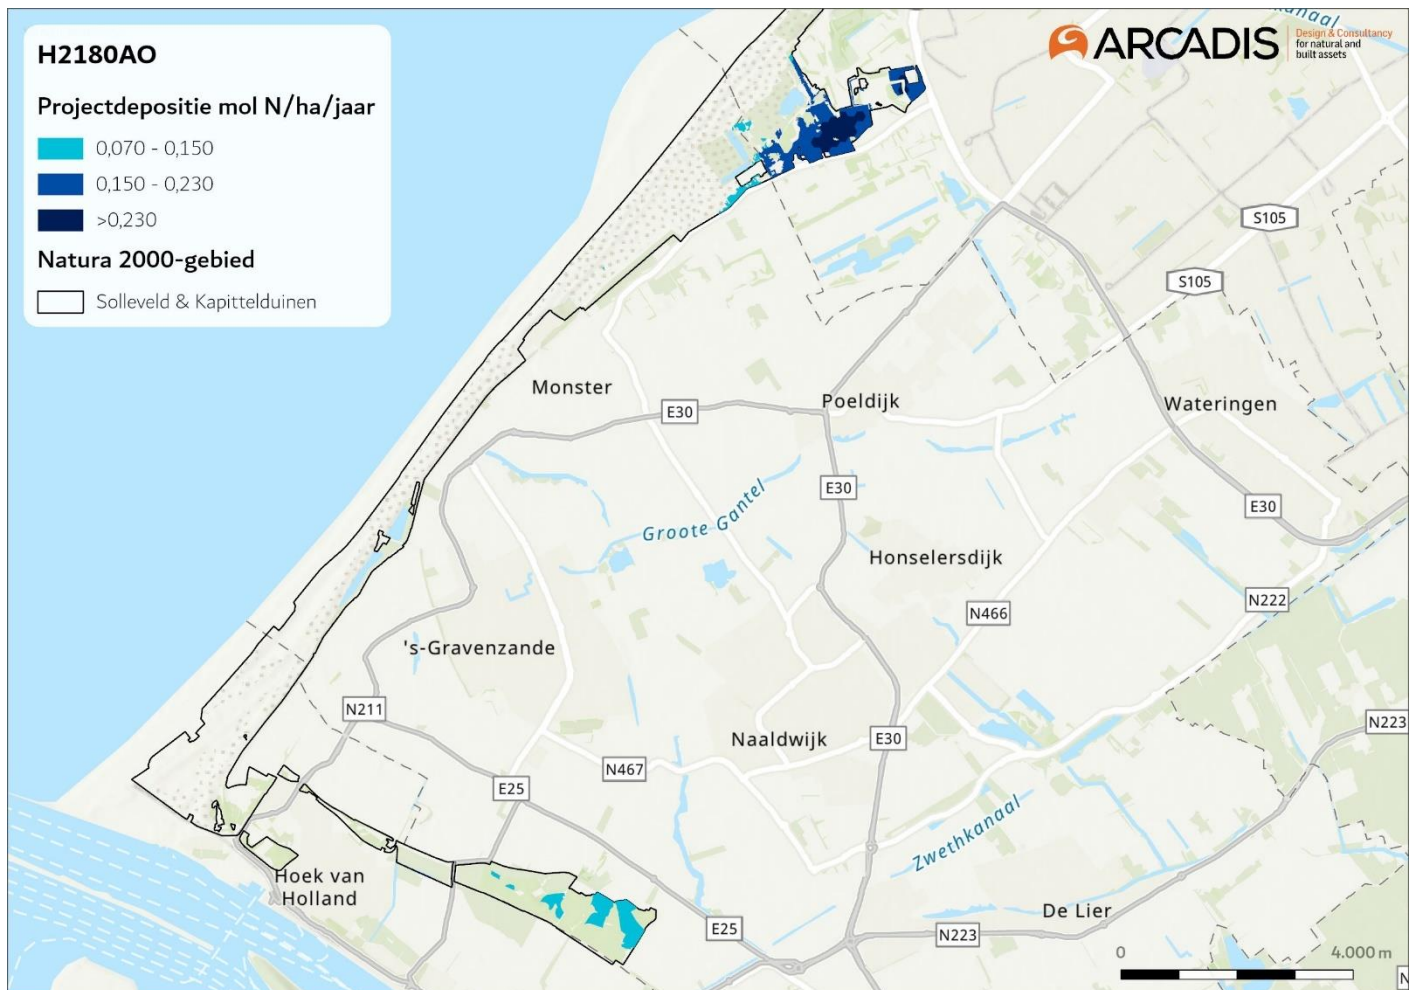 H2180AO
Projectdepositie mol N/ha/jaar
0,070 - 0,150
0,150 - 0,230
>0,230
Natura 2000-gebied
Solleveld & Kapittelduinen
ARCADIS
Design & Consultancy
for natural and
built assets
S105
S105
Monster
Poeldijk
Wateringen
E30
E30
E30
Groote Gantel
Honselersdijk
N222
N466
's-Gravenzande
N211
N223
Naaldwijk
E30
N467
E25
Zwethkanaal
Hoek van
Holland
De Lier
E25
N223
0
4.000 m
N